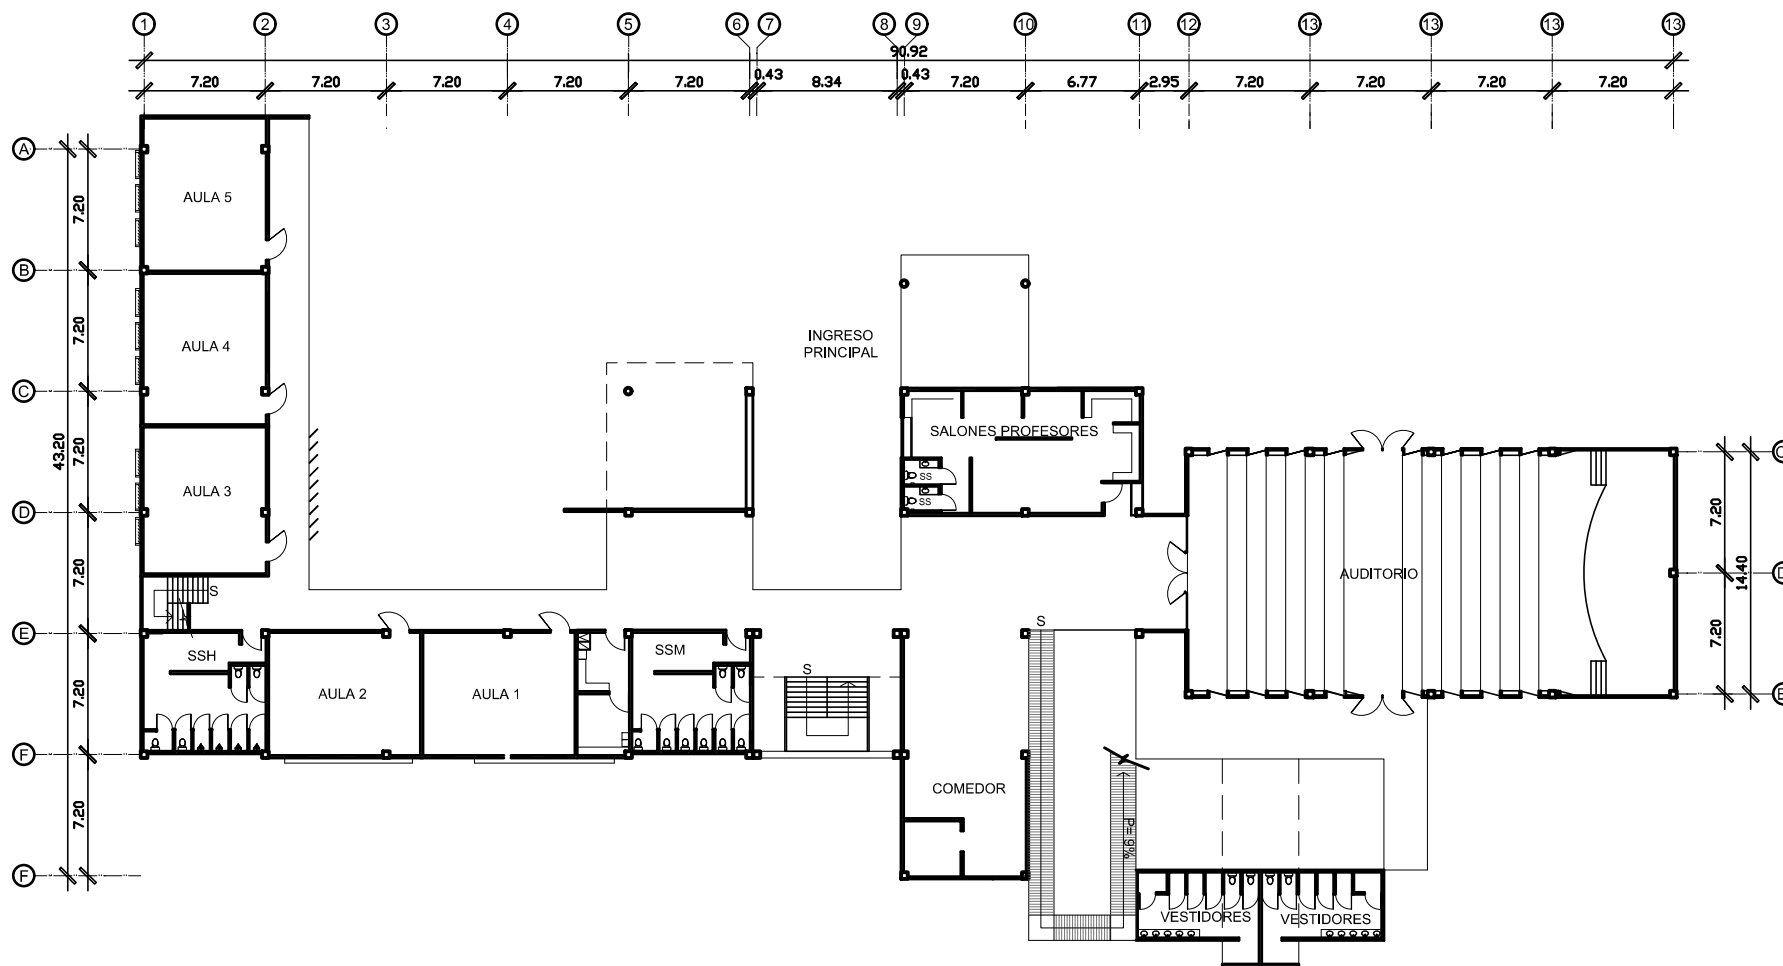 1 2 3 4 5 6 7 8 9 10 11 12 13 13 13 13
90.92
7.20 7.20 7.20 7.20 7.20 0.43 8.34 0.43 7.20 6.77 2.95 7.20 7.20 7.20 7.20
A
AULA 5
7.20
B
INGRESO
PRINCIPAL
AULA 4
7.20
C
SALONES PROFESORES
43.20
7.20
C
SS
AULA 3
SS
7.20
D
7.20
AUDITORIO
D
14.40
S
S
E
7.20
SSH
SSM
S
AULA 2
AULA 1
7.20
E
F
COMEDOR
7.20
P= 9%
F
VESTIDORES
VESTIDORES